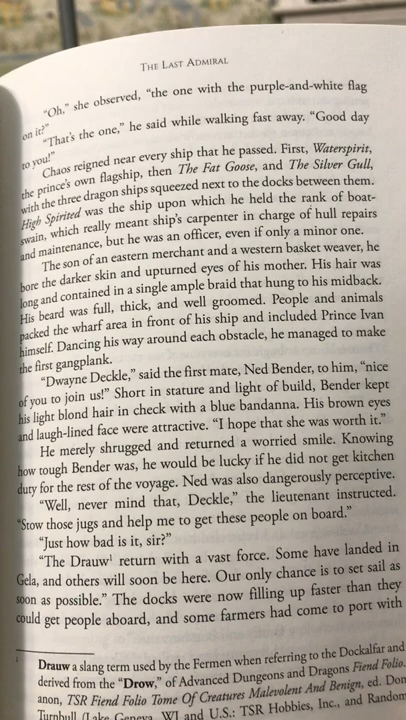 THE LAST ADMIRAL
"Oh," she observed, "the one with the purple-and-white flag
on it?"
"That's the one," he said while walking fast away. "Good day
to you!"
Chaos reigned near every ship that he passed. First, Waterspirit,
the prince's own flagship, then The Fat Goose, and The Silver Gull,
with the three dragon ships squeezed next to the docks between them.
High Spirited was the ship upon which he held the rank of boat-
swain, which really meant ship's carpenter in charge of hull repairs
and maintenance, but he was an officer, even if only a minor one.
The son of an eastern merchant and a western basket weaver, he
bore the darker skin and upturned eyes of his mother. His hair was
long and contained in a single ample braid that hung to his midback.
His beard was full, thick, and well groomed. People and animals
packed the wharf area in front of his ship and included Prince Ivan
himself. Dancing his way around each obstacle, he managed to make
the first gangplank.
"Dwayne Deckle," said the first mate, Ned Bender, to him, "nice
of you to join us!" Short in stature and light of build, Bender kept
his light blond hair in check with a blue bandanna. His brown eyes
and laugh-lined face were attractive. "I hope that she was worth it."
He merely shrugged and returned a worried smile. Knowing
how tough Bender was, he would be lucky if he did not get kitchen
duty for the rest of the voyage. Ned was also dangerously perceptive.
"Well, never mind that, Deckle," the lieutenant instructed.
"Stow those jugs and help me to get these people on board."
"Just how bad is it, sir?"
"The Drauw¹ return with a vast force. Some have landed in
Gela, and others will soon be here. Our only chance is to set sail as
soon as possible." The docks were now filling up faster than they
could get people aboard, and some farmers had come to port with
Drauw a slang term used by the Fermen when referring to the Dockalfar and
derived from the "Drow," of Advanced Dungeons and Dragons Fiend Folio.
anon, TSR Fiend Folio Tome Of Creatures Malevolent And Benign, ed. Don
Turnbull (Lake Geneva, WI and U.S.: TSR Hobbies, Inc., and Random